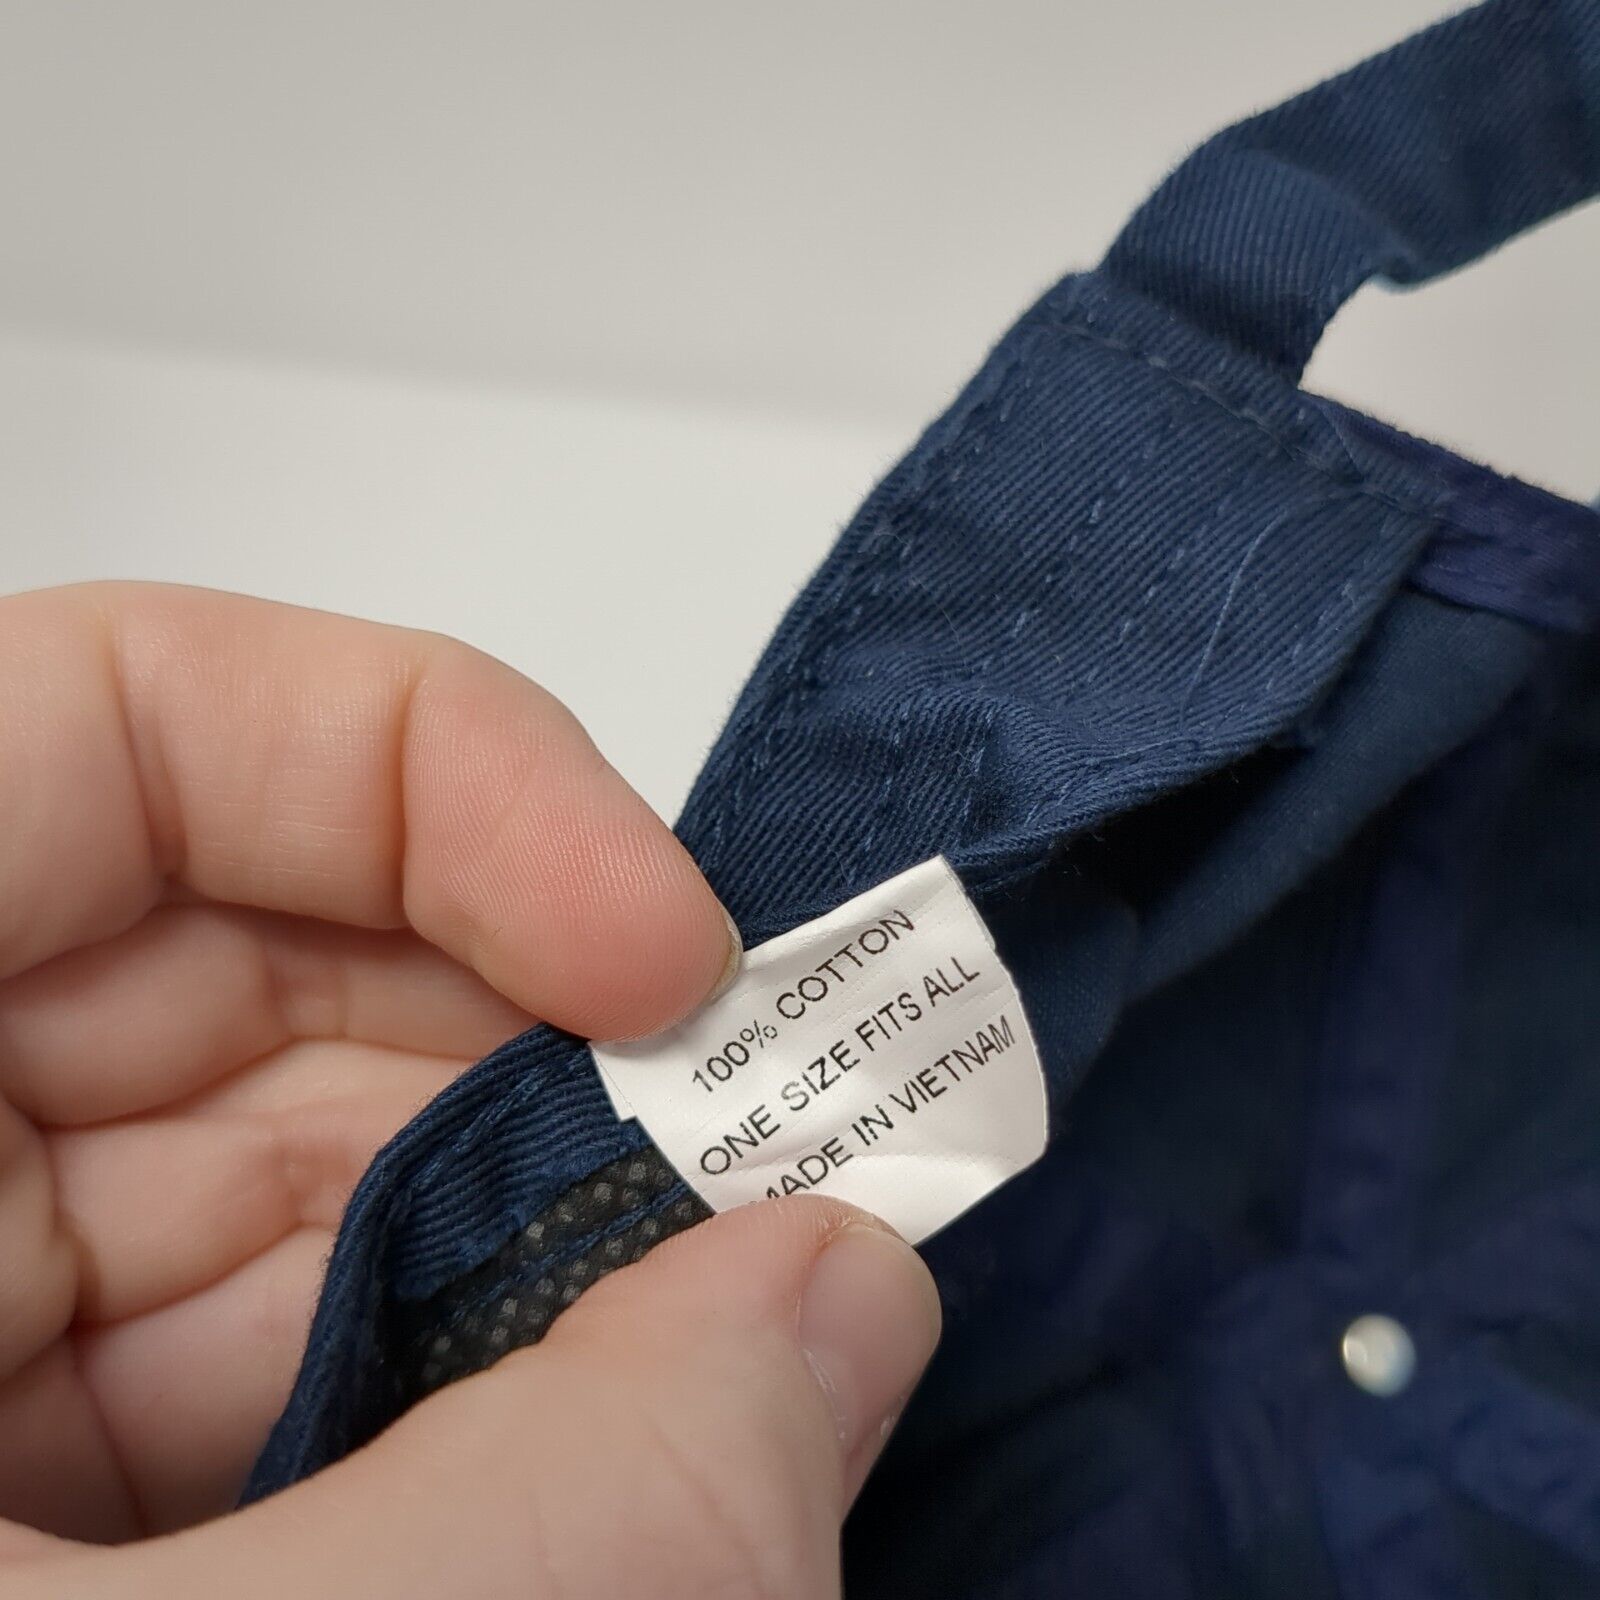 100% COTTON
ONE SIZE FITS ALL
MADE IN VIETNAM